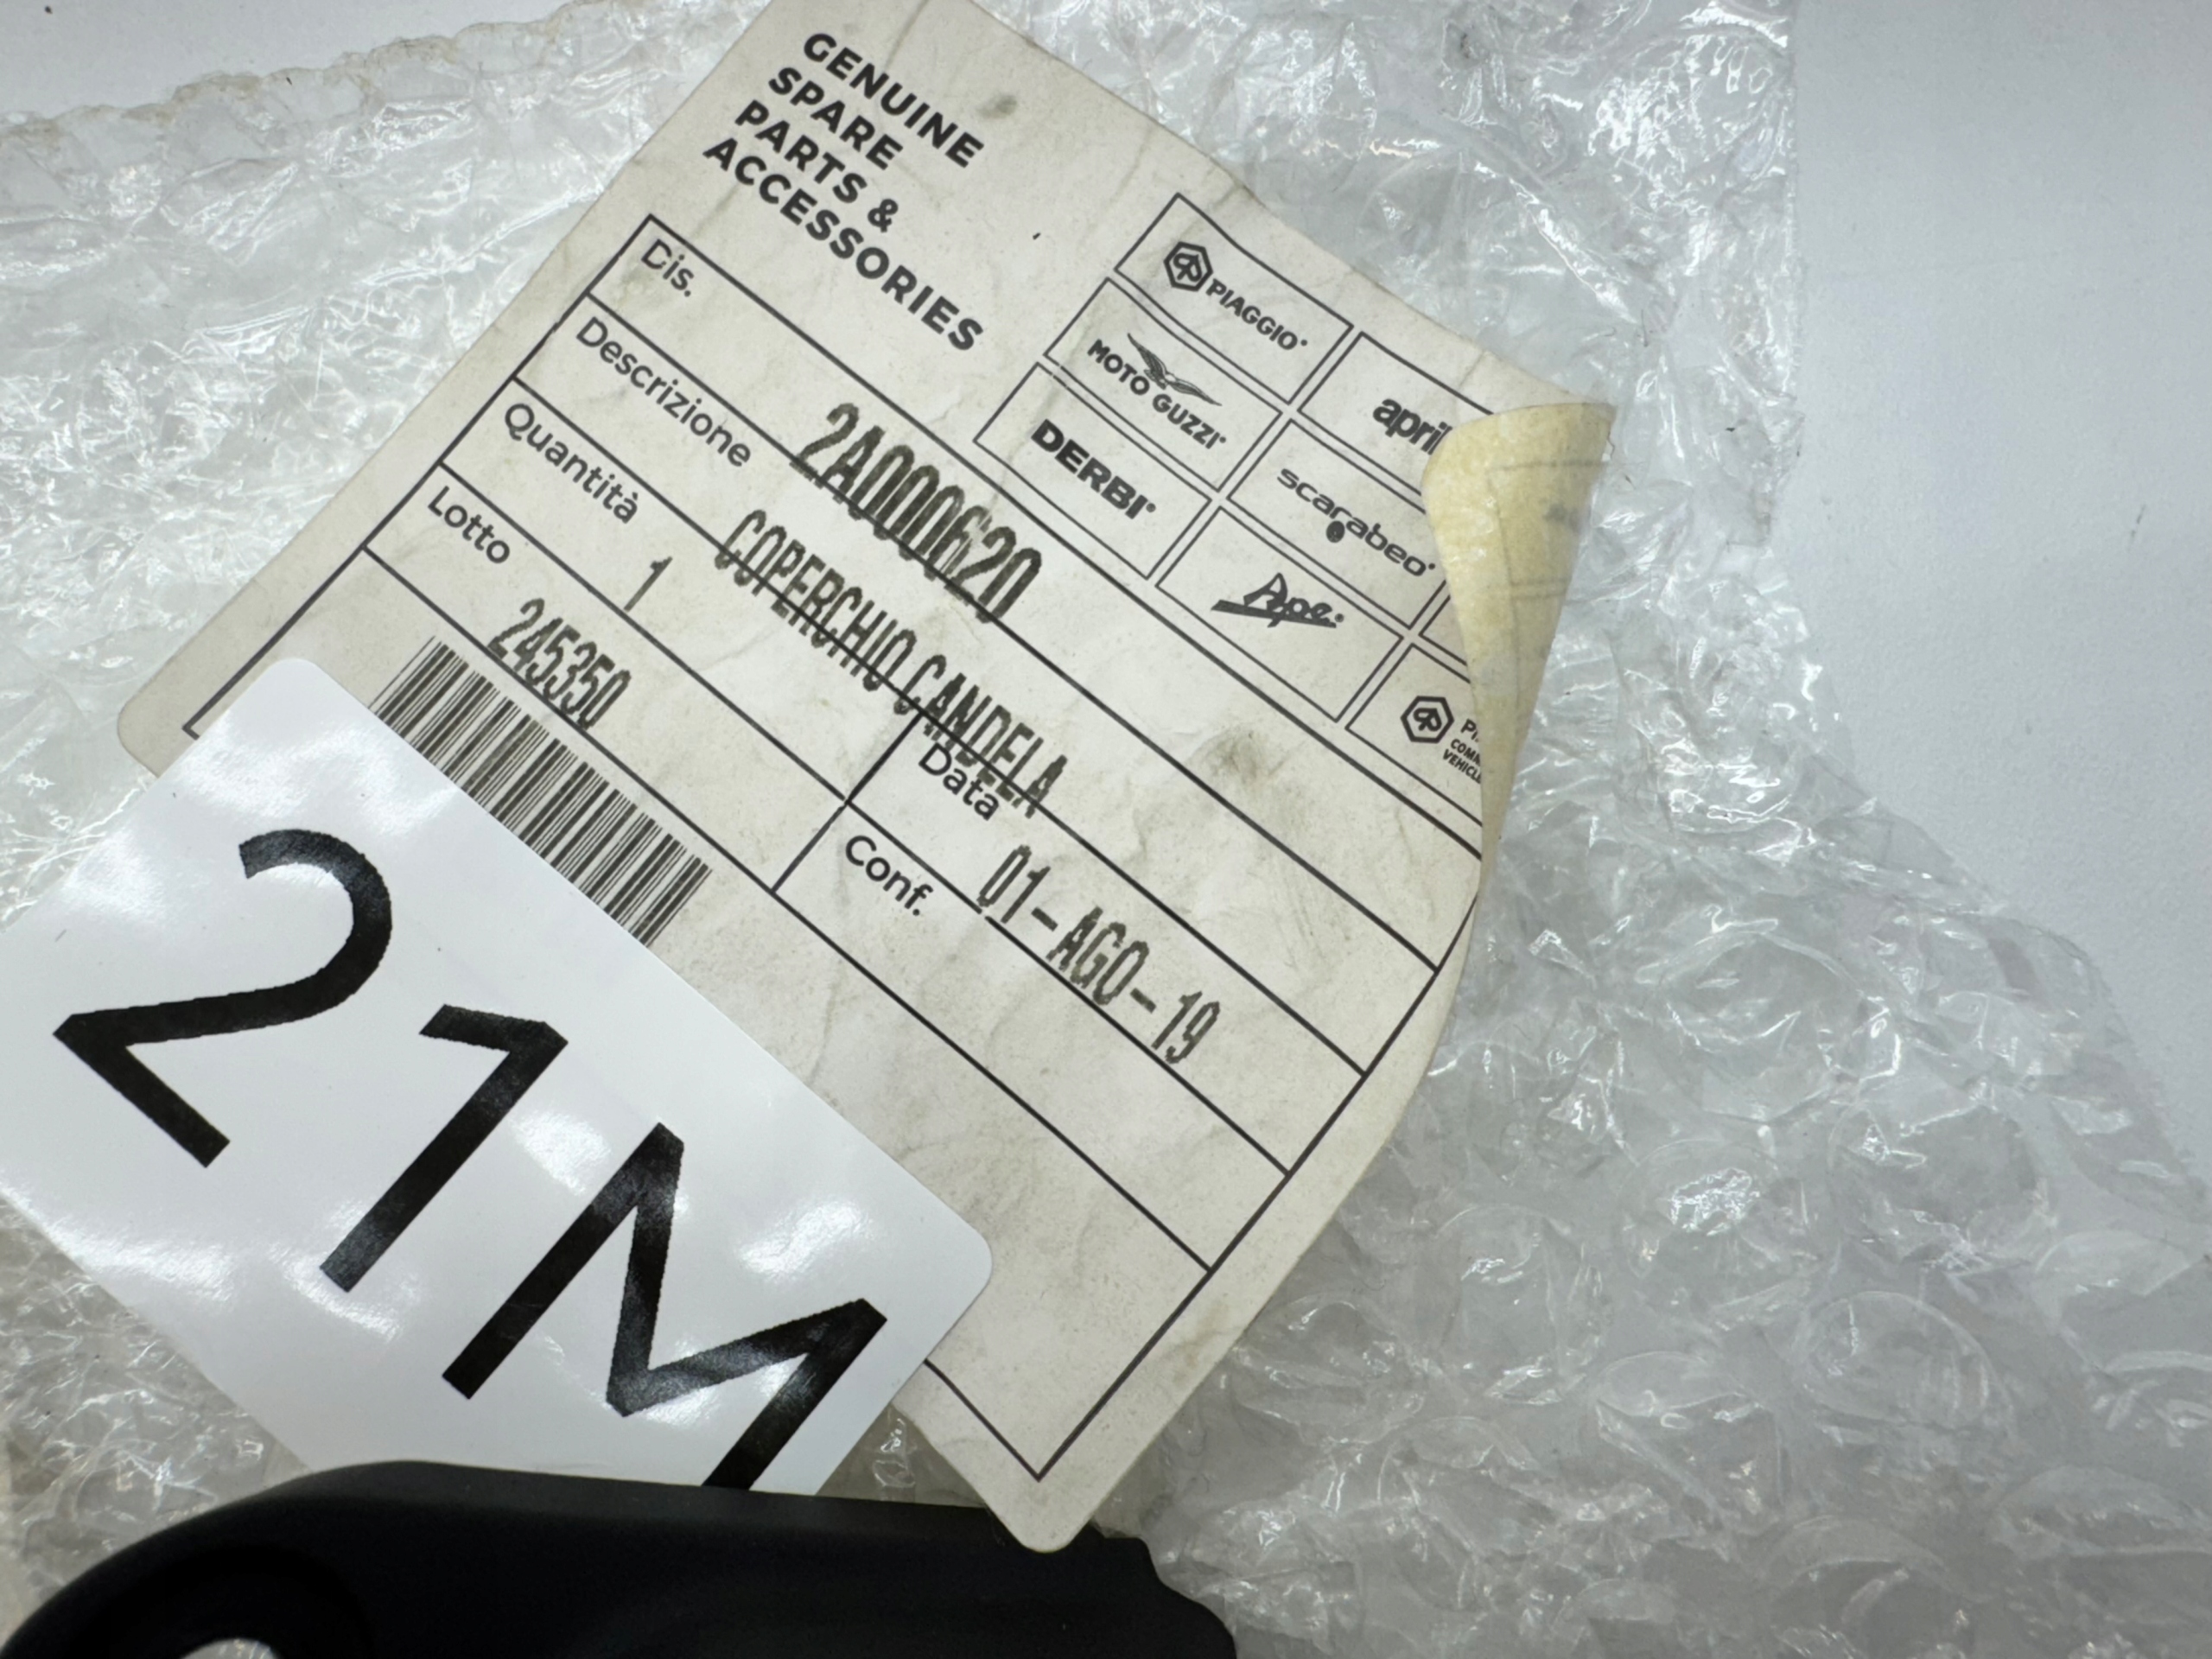 GENUINE
SPARE
PARTS &
ACCESSORIES
PIAGGIO
MOTO GUZZI
scarabeo
DERBI
Ape
Dis.
2A000620
Descrizione
COPERCHIO CANDELA
Quantità
1
Data
01-AGO-19
Lotto
245350
Conf.
21M